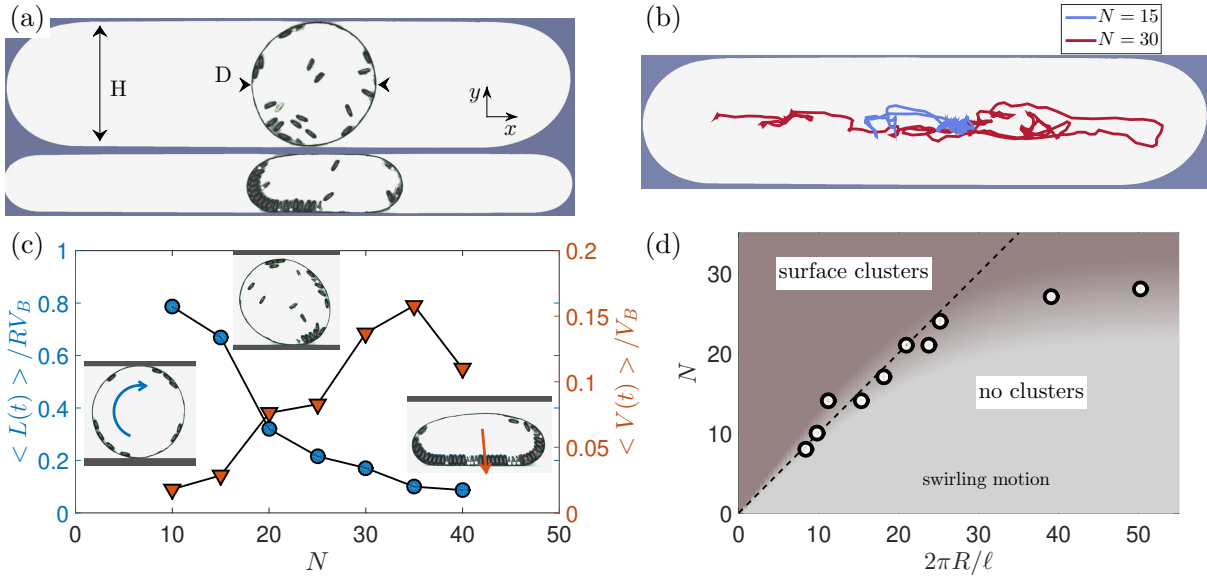 (a)
H
D
y
x
(b)
N = 15
N = 30
(c)
< L(t) > /RV_B
0
0.2
0.4
0.6
0.8
1
0
10
20
30
40
50
N
0
0.05
0.1
0.15
0.2
< V(t) > /V_B
(d)
surface clusters
no clusters
swirling motion
N
0
10
20
30
0
10
20
30
40
50
2πR/ℓ